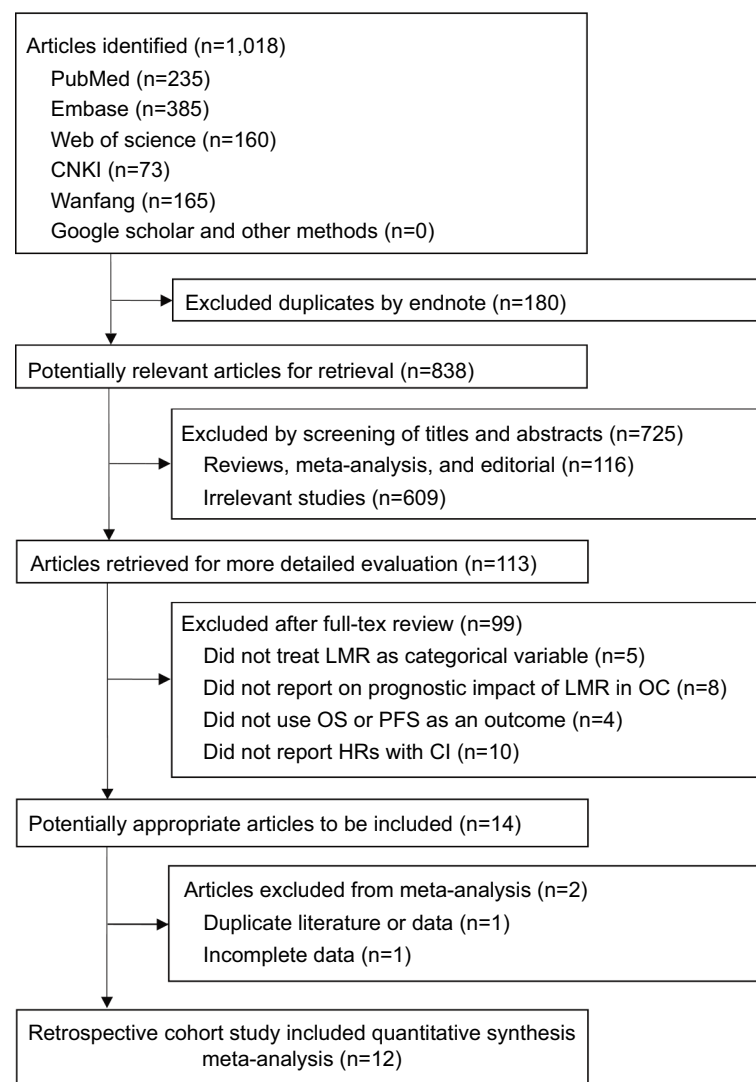 Articles identified (n=1,018)
PubMed (n=235)
Embase (n=385)
Web of science (n=160)
CNKI (n=73)
Wanfang (n=165)
Google scholar and other methods (n=0)
Excluded duplicates by endnote (n=180)
Potentially relevant articles for retrieval (n=838)
Excluded by screening of titles and abstracts (n=725)
Reviews, meta-analysis, and editorial (n=116)
Irrelevant studies (n=609)
Articles retrieved for more detailed evaluation (n=113)
Excluded after full-tex review (n=99)
Did not treat LMR as categorical variable (n=5)
Did not report on prognostic impact of LMR in OC (n=8)
Did not use OS or PFS as an outcome (n=4)
Did not report HRs with CI (n=10)
Potentially appropriate articles to be included (n=14)
Articles excluded from meta-analysis (n=2)
Duplicate literature or data (n=1)
Incomplete data (n=1)
Retrospective cohort study included quantitative synthesis
meta-analysis (n=12)